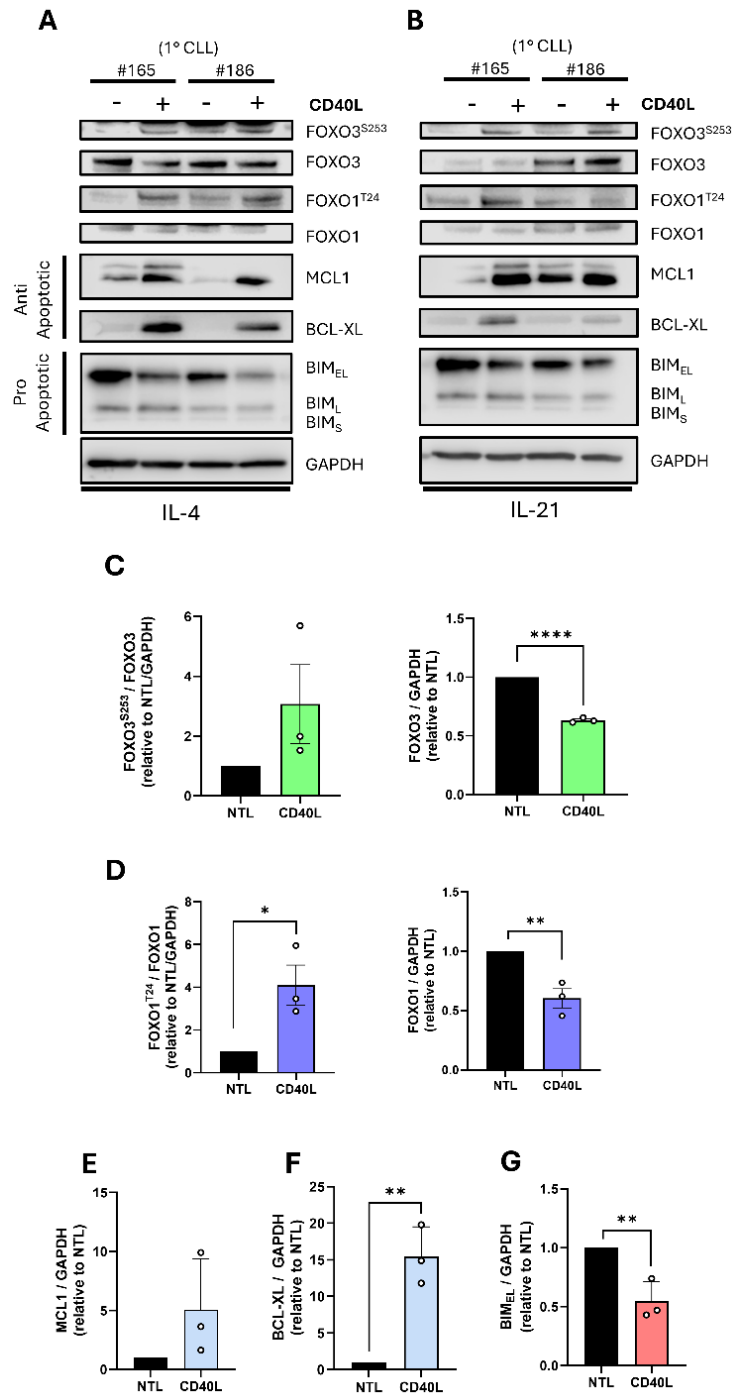 A
(1° CLL)
#165 #186
- + - + CD40L
FOXO3S253
FOXO3
FOXO1T24
FOXO1
MCL1
BCL-XL
BIMEL
BIML
BIMS
GAPDH
Anti
Apoptotic
Pro
Apoptotic
IL-4
B
(1° CLL)
#165 #186
- + - + CD40L
FOXO3S253
FOXO3
FOXO1T24
FOXO1
MCL1
BCL-XL
BIMEL
BIML
BIMS
GAPDH
IL-21
C
FOXO3S253 / FOXO3
(relative to NTL/GAPDH)
6
4
2
0
NTL CD40L
FOXO3 / GAPDH
(relative to NTL)
1.5
1.0
0.5
0.0
****
NTL CD40L
D
FOXO1T24 / FOXO1
(relative to NTL/GAPDH)
8
6
4
2
0
*
NTL CD40L
FOXO1 / GAPDH
(relative to NTL)
1.5
1.0
0.5
0.0
**
NTL CD40L
E
MCL1 / GAPDH
(relative to NTL)
15
10
5
0
NTL CD40L
F
BCL-XL / GAPDH
(relative to NTL)
25
20
15
10
5
0
**
NTL CD40L
G
BIMEL / GAPDH
(relative to NTL)
1.5
1.0
0.5
0.0
**
NTL CD40L